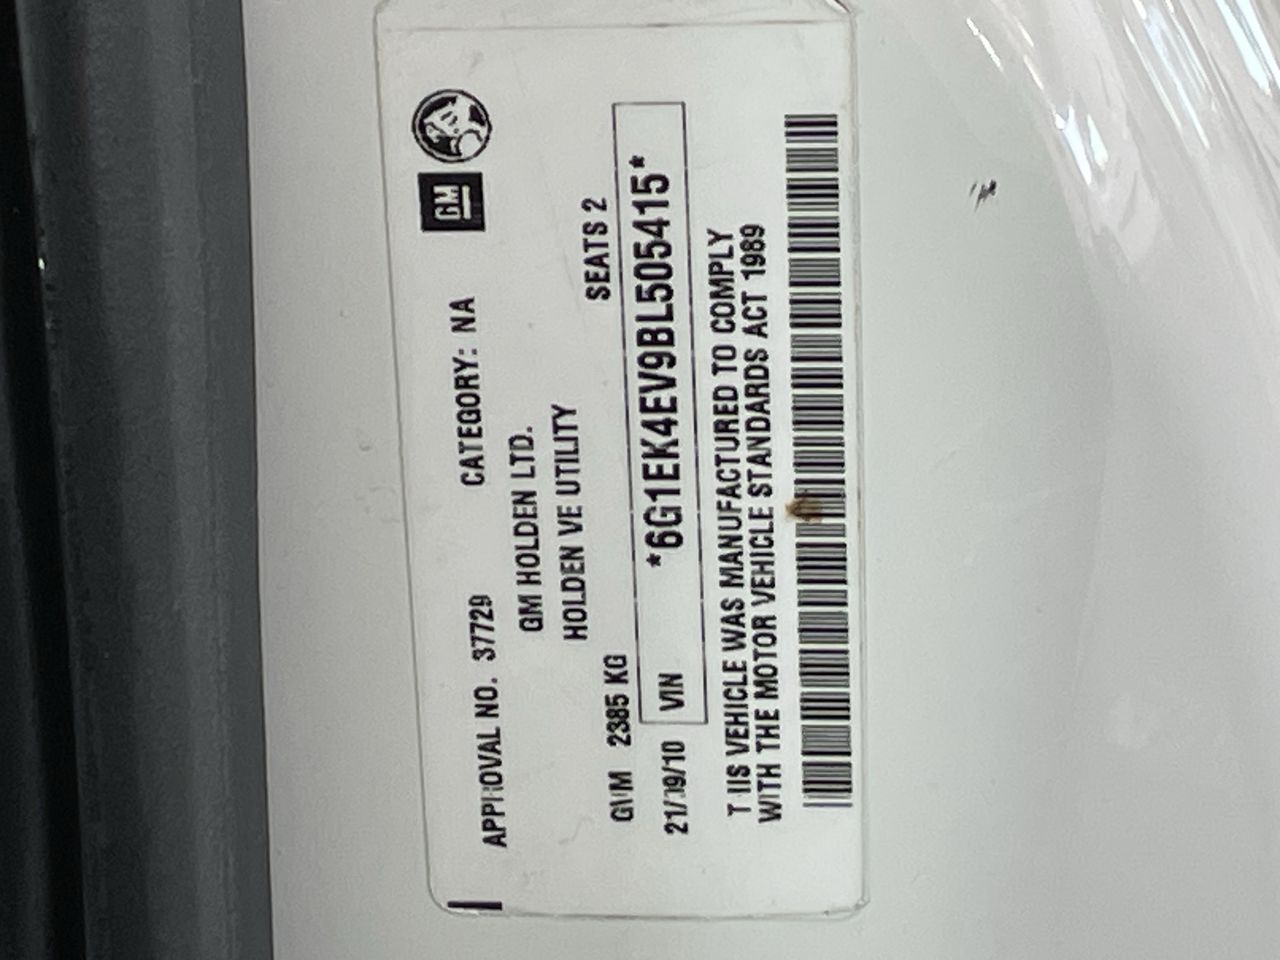 APPROVAL NO. 37729 CATEGORY: NA GM
GM HOLDEN LTD.
HOLDEN VE UTILITY
GVM 2385 KG SEATS 2
21/09/10 VIN *6G1EK4EV9BL505415*
THIS VEHICLE WAS MANUFACTURED TO COMPLY
WITH THE MOTOR VEHICLE STANDARDS ACT 1989